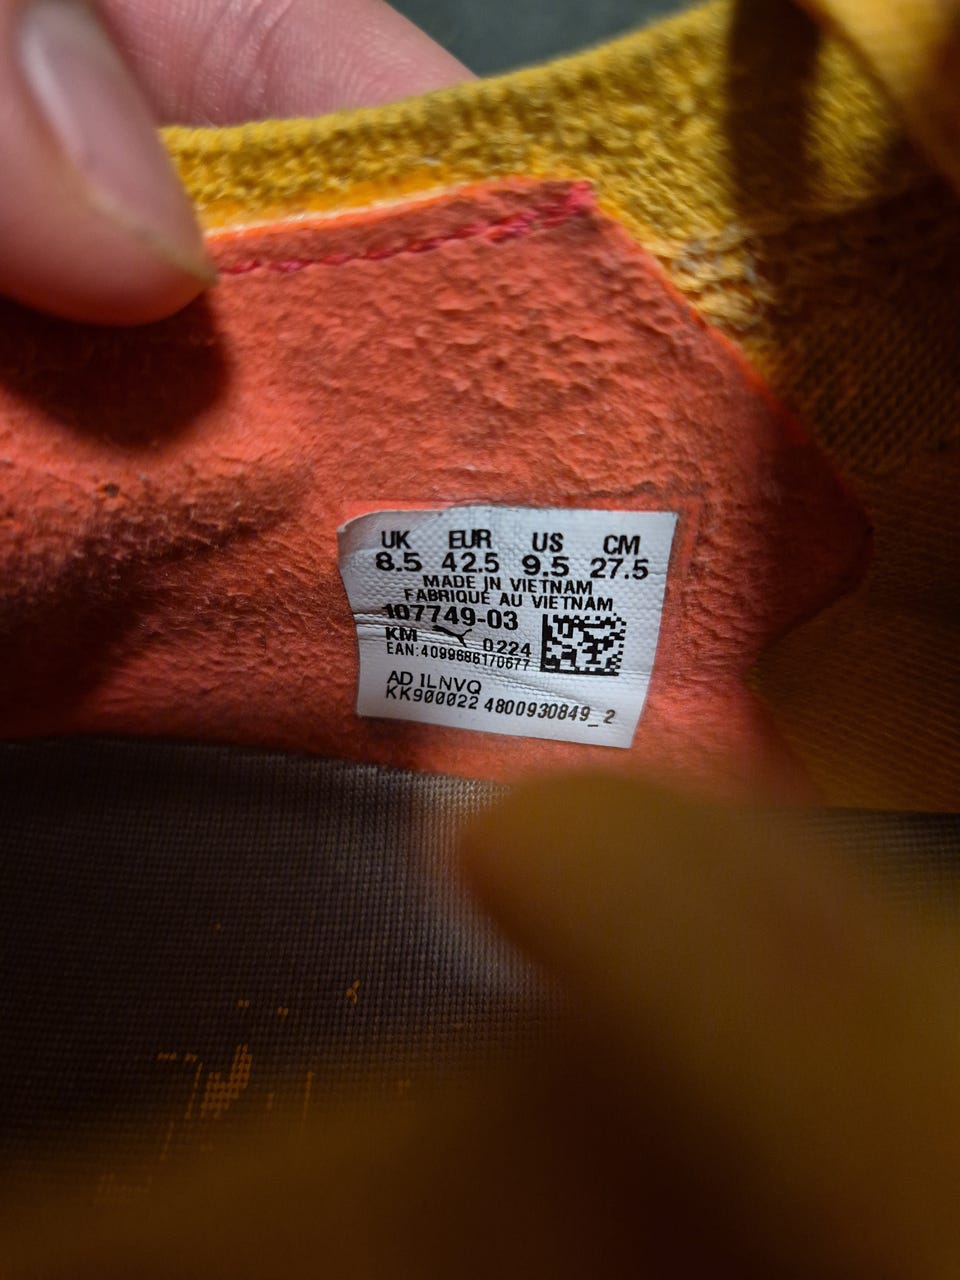 UK EUR US CM
8.5 42.5 9.5 27.5
MADE IN VIETNAM
FABRIQUÉ AU VIETNAM
107749-03
KM 0224
EAN:4099686170677
AD ILNVQ
KK900022 4800930849_2